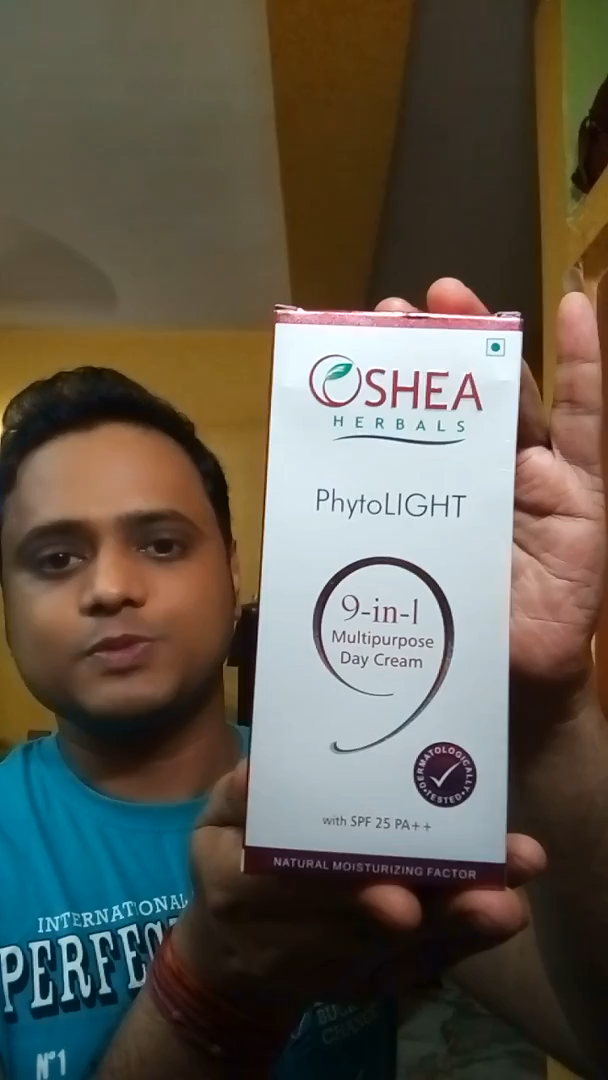 OSHEA
HERBALS
PhytoLIGHT
9-in-1
Multipurpose
Day Cream
DERMATOLOGICALLY
TESTED
with SPF 25 PA++
NATURAL MOISTURIZING FACTOR
INTERNATIONAL
N°1